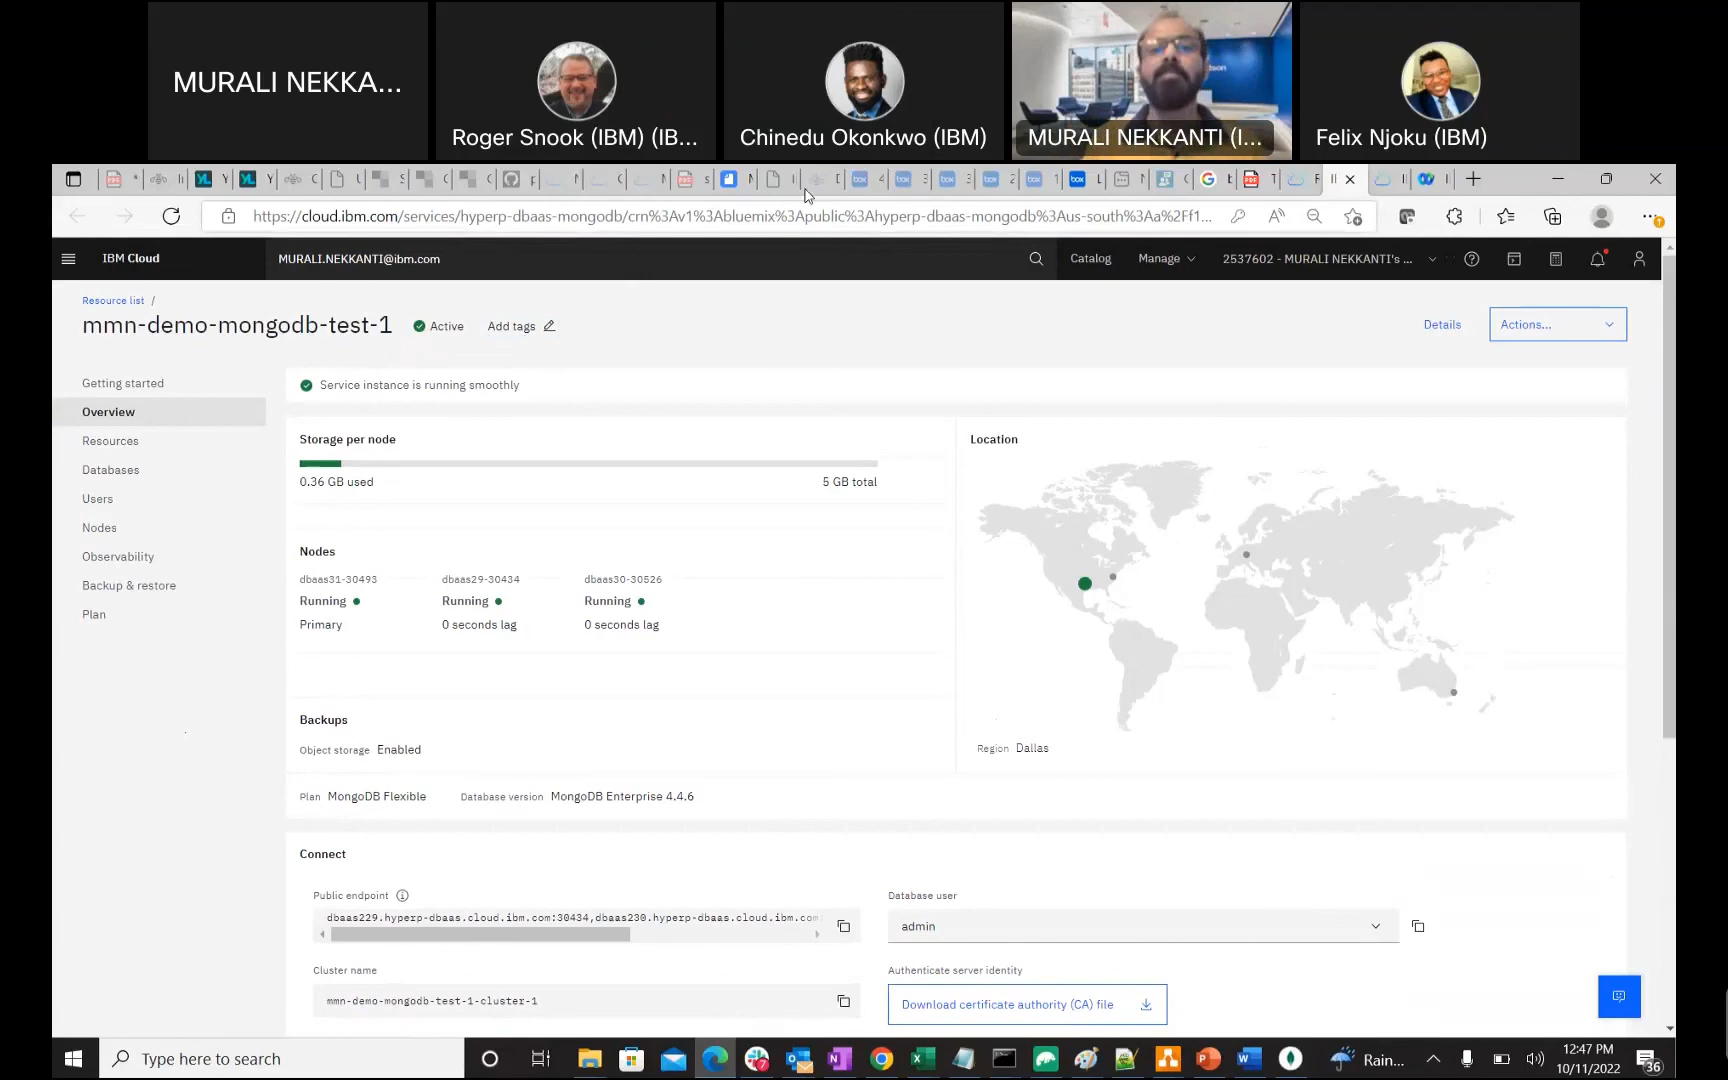 MURALI NEKKA...
Roger Snook (IBM) (IB...
Chinedu Okonkwo (IBM)
MURALI NEKKANTI (I...
Felix Njoku (IBM)
https://cloud.ibm.com/services/hyperp-dbaas-mongodb/crn%3Av1%3Abluemix%3Apublic%3Ahyperp-dbaas-mongodb%3Aus-south%3Aa%2Ff1...
IBM Cloud
MURALI.NEKKANTI@ibm.com
Catalog
Manage
2537602 - MURALI NEKKANTI's ...
Resource list /
mmn-demo-mongodb-test-1
Active
Add tags
Details
Actions...
Getting started
Overview
Resources
Databases
Users
Nodes
Observability
Backup & restore
Plan
Service instance is running smoothly
Storage per node
0.36 GB used
5 GB total
Nodes
dbaas31-30493
dbaas29-30434
dbaas30-30526
Running
Running
Running
Primary
0 seconds lag
0 seconds lag
Backups
Object storage Enabled
Location
Region Dallas
Plan MongoDB Flexible
Database version MongoDB Enterprise 4.4.6
Connect
Public endpoint
dbaas229.hyperp-dbaas.cloud.ibm.com:30434,dbaas230.hyperp-dbaas.cloud.ibm.com:
Database user
admin
Cluster name
mmn-demo-mongodb-test-1-cluster-1
Authenticate server identity
Download certificate authority (CA) file
Type here to search
Rain...
12:47 PM
10/11/2022
36